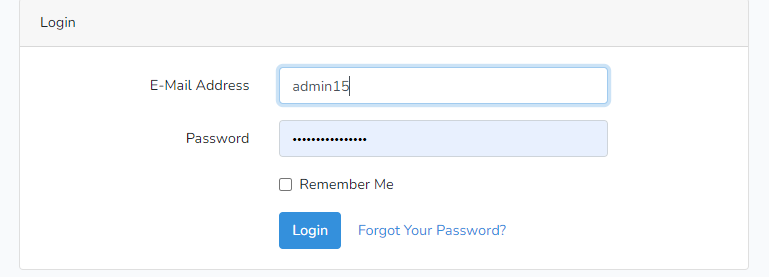 Login
E-Mail Address admin15
Password ••••••••••••••••
Remember Me
Login Forgot Your Password?